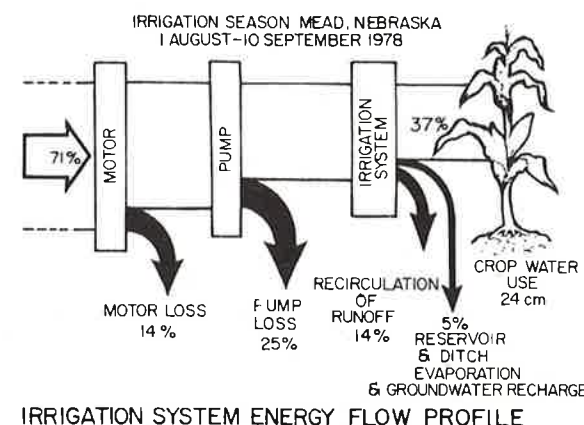 IRRIGATION SEASON MEAD, NEBRASKA
1 AUGUST-10 SEPTEMBER 1978
71%
MOTOR
PUMP
IRRIGATION
SYSTEM
37%
MOTOR LOSS
14%
PUMP
LOSS
25%
RECIRCULATION
OF
RUNOFF
14%
5%
RESERVOIR
& DITCH
EVAPORATION
& GROUNDWATER RECHARGE
CROP WATER
USE
24 cm
IRRIGATION SYSTEM ENERGY FLOW PROFILE